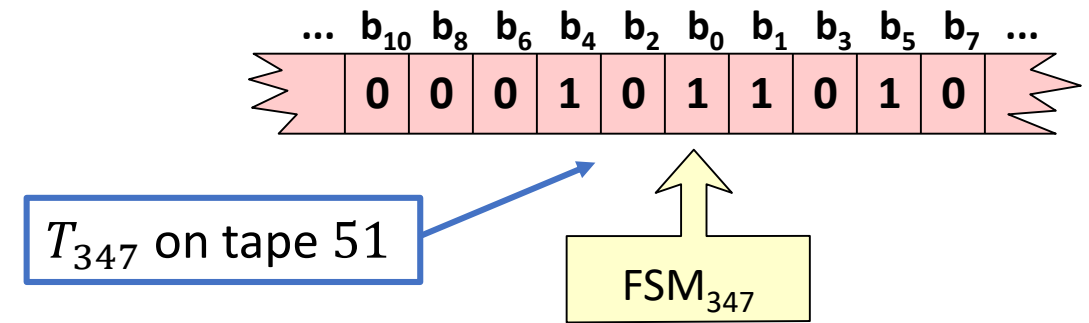 ... b₁₀ b₈ b₆ b₄ b₂ b₀ b₁ b₃ b₅ b₇ ...
0 0 0 1 0 1 1 0 1 0
T₃₄₇ on tape 51
FSM₃₄₇